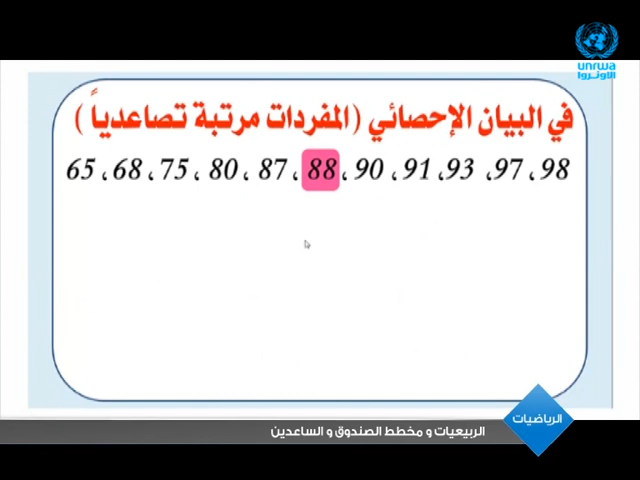 unrwa
الأونروا
في البيان الإحصائي (المفردات مرتبة تصاعدياً )
65 ، 68 ، 75 ، 80 ، 87 ، 88 ، 90 ، 91 ، 93 ، 97 ، 98
الرياضيات
الربيعيات و مخطط الصندوق و الساعدين